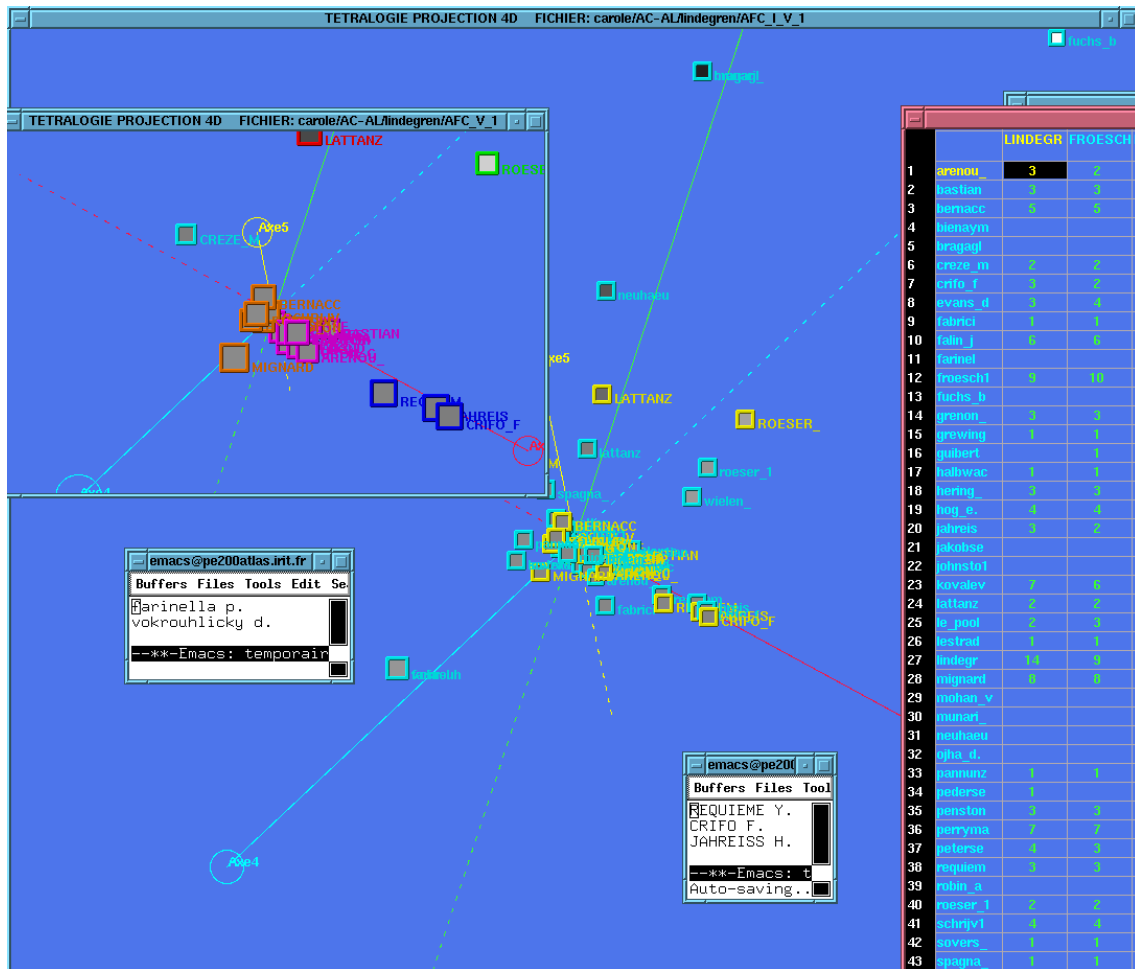 TETRALOGIE PROJECTION 4D FICHIER: carole/AC-AL/lindegren/AFC_I_V_1
fuchs_b
TETRALOGIE PROJECTION 4D FICHIER: carole/AC-AL/lindegren/AFC_V_1
LATTANZ
CREZE_M
Axe5
BERNACC
MIGNARD
CRIFO_F
Axe4
neuhaeu
xe5
LATTANZ
ROESER_
lattanz
roeser_1
wielen_
spagna_
BERNACC
MIGNARD
fabric
CRIFO_F
Axe4
emacs@pe200atlas.irit.fr
Buffers Files Tools Edit Se
farinella p.
vokrouhlicky d.
--**-Emacs: temporair
emacs@pe200
Buffers Files Tool
REQUIEME Y.
CRIFO F.
JAHREISS H.
--**-Emacs: t
Auto-saving..
LINDEGR FROESCH
1 arenou_ 3 2
2 bastian 3 3
3 bernacc 5 5
4 bienaym
5 bragagl
6 creze_m 2 2
7 crifo_f 3 2
8 evans_d 3 4
9 fabrici 1 1
10 falin_j 6 6
11 farinel
12 froesch1 9 10
13 fuchs_b
14 grenon_ 3 3
15 grewing 1 1
16 guibert 1
17 halbwac 1 1
18 hering_ 3 3
19 hog_e. 4 4
20 jahreis 3 2
21 jakobse
22 johnsto1
23 kovalev 7 6
24 lattanz 2 2
25 le_pool 2 3
26 lestrad 1 1
27 lindegr 14 9
28 mignard 8 8
29 mohan_v
30 munari_
31 neuhaeu
32 ojha_d.
33 pannunz 1 1
34 pederse 1
35 penston 3 3
36 perryma 7 7
37 peterse 4 3
38 requiem 3 3
39 robin_a
40 roeser_1 2 2
41 schrijv1 4 4
42 sovers_ 1 1
43 spagna_ 1 1